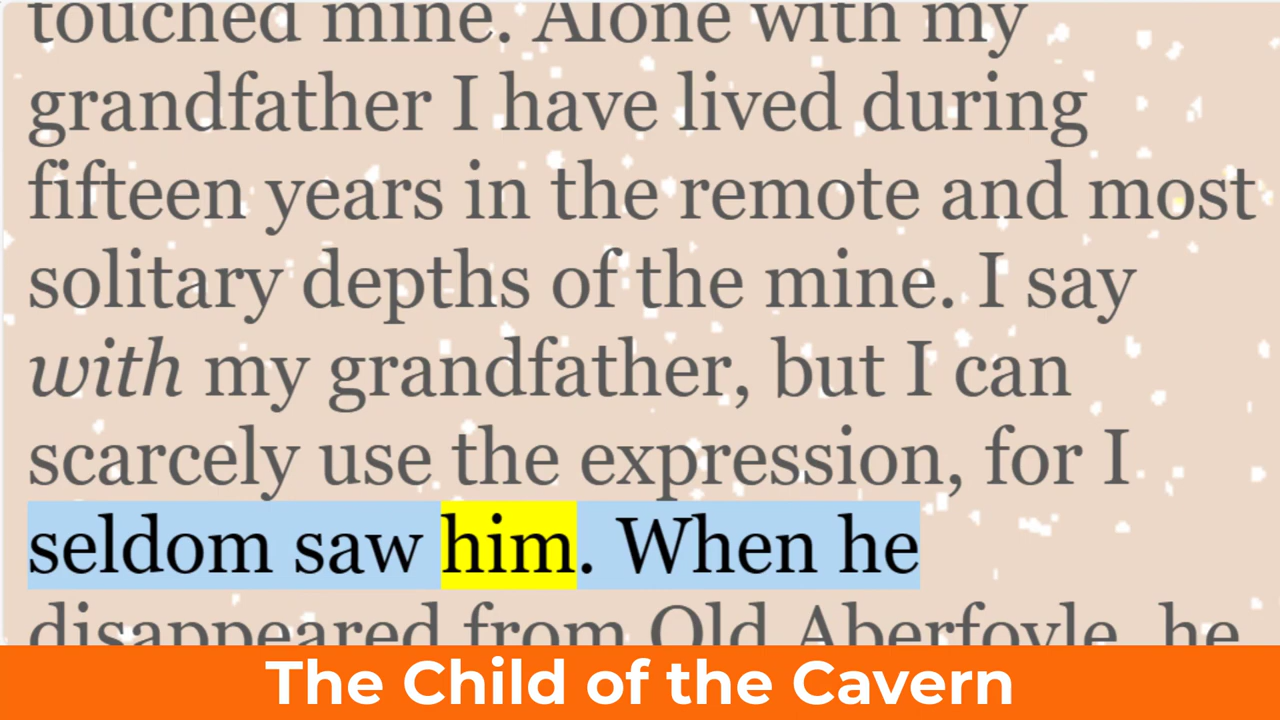 touched mine. Alone with my
grandfather I have lived during
fifteen years in the remote and most
solitary depths of the mine. I say
with my grandfather, but I can
scarcely use the expression, for I
seldom saw him. When he
disappeared from Old Aberfoyle, he
The Child of the Cavern